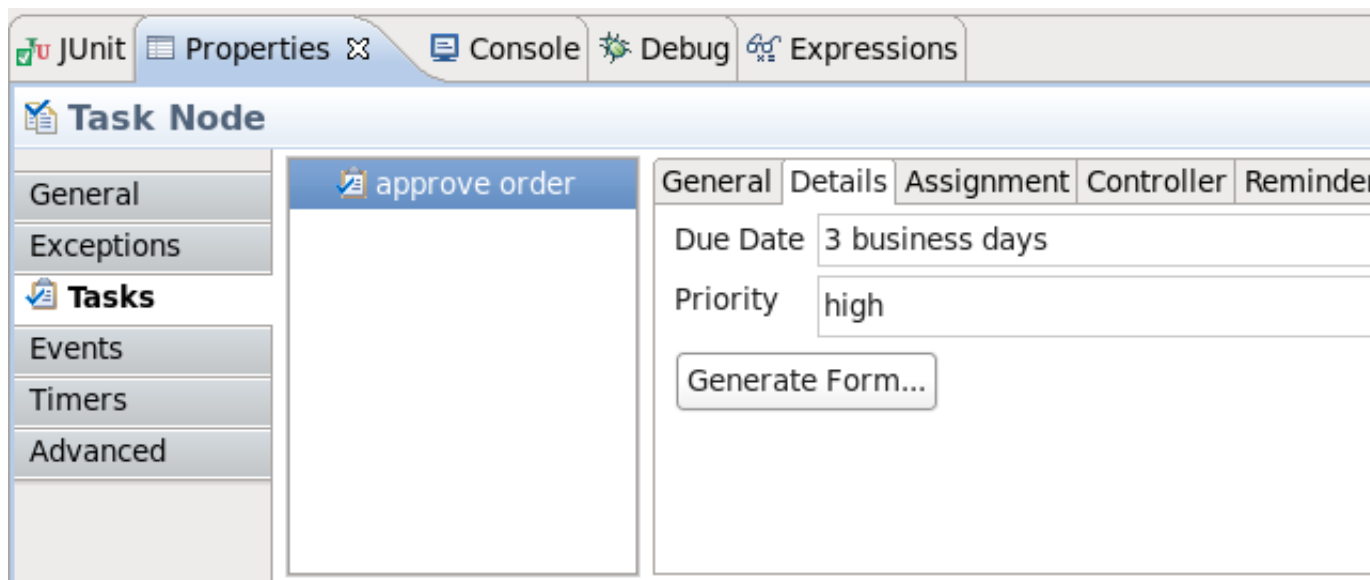 JUnit Properties Console Debug Expressions
Task Node
General
Exceptions
Tasks
Events
Timers
Advanced
approve order
General Details Assignment Controller
Due Date 3 business days
Priority high
Generate Form...